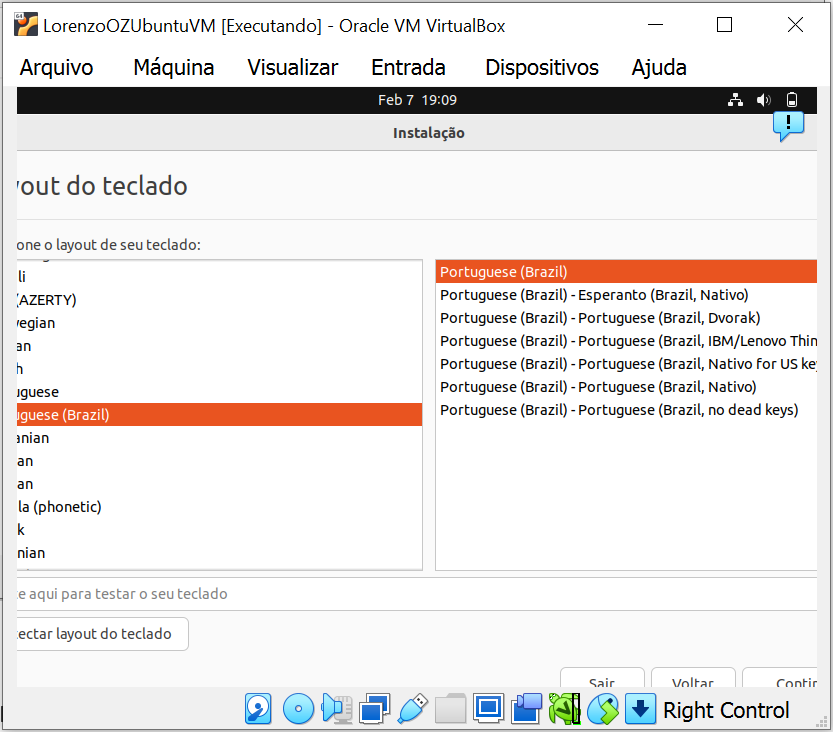 LorenzoOZUbuntuVM [Executando] - Oracle VM VirtualBox
Arquivo Máquina Visualizar Entrada Dispositivos Ajuda
Feb 7 19:09
Instalação
yout do teclado
one o layout de seu teclado:
li
(AZERTY)
vegian
an
h
uguese
uguese (Brazil)
anian
an
an
la (phonetic)
k
nian
Portuguese (Brazil)
Portuguese (Brazil) - Esperanto (Brazil, Nativo)
Portuguese (Brazil) - Portuguese (Brazil, Dvorak)
Portuguese (Brazil) - Portuguese (Brazil, IBM/Lenovo Thin
Portuguese (Brazil) - Portuguese (Brazil, Nativo for US key
Portuguese (Brazil) - Portuguese (Brazil, Nativo)
Portuguese (Brazil) - Portuguese (Brazil, no dead keys)
e aqui para testar o seu teclado
ectar layout do teclado
Sair Voltar Contin
Right Control